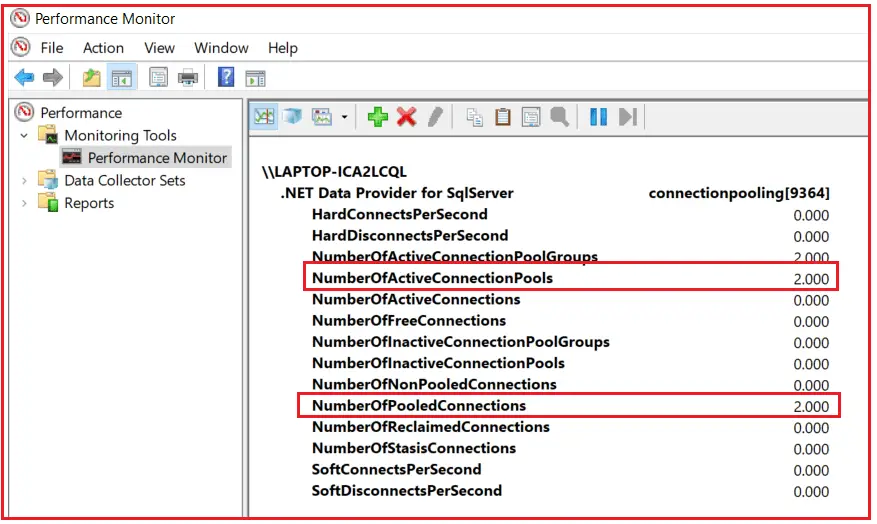 Performance Monitor
File Action View Window Help
Performance
Monitoring Tools
Performance Monitor
Data Collector Sets
Reports
\\LAPTOP-ICA2LCQL
.NET Data Provider for SqlServer connectionpooling[9364]
HardConnectsPerSecond 0.000
HardDisconnectsPerSecond 0.000
NumberOfActiveConnectionPoolGroups 2.000
NumberOfActiveConnectionPools 2.000
NumberOfActiveConnections 0.000
NumberOfFreeConnections 0.000
NumberOfInactiveConnectionPoolGroups 0.000
NumberOfInactiveConnectionPools 0.000
NumberOfNonPooledConnections 0.000
NumberOfPooledConnections 2.000
NumberOfReclaimedConnections 0.000
NumberOfStasisConnections 0.000
SoftConnectsPerSecond 0.000
SoftDisconnectsPerSecond 0.000